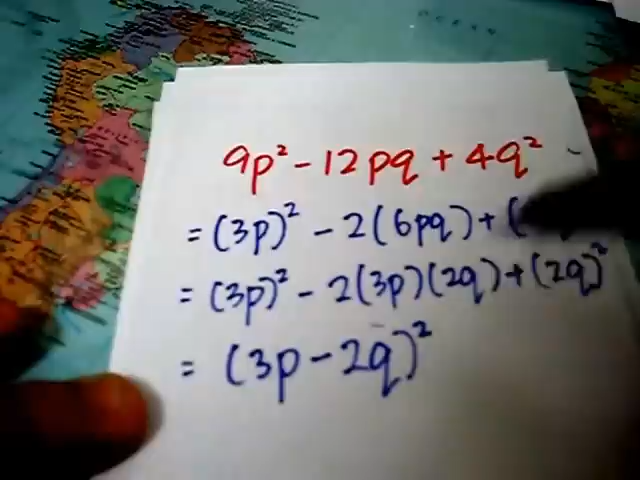 9p² - 12pq + 4q²
= (3p)² - 2(6pq) + (
= (3p)² - 2(3p)(2q) + (2q)²
= (3p - 2q)²